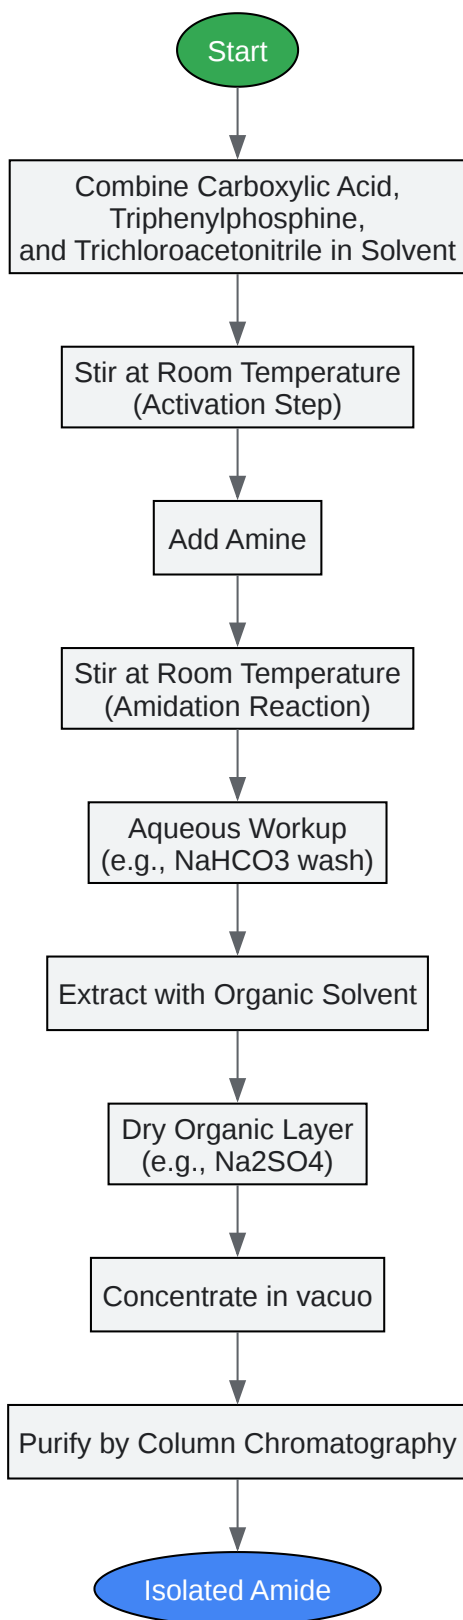 Start
Combine Carboxylic Acid,
Triphenylphosphine,
and Trichloroacetonitrile in Solvent
Stir at Room Temperature
(Activation Step)
Add Amine
Stir at Room Temperature
(Amidation Reaction)
Aqueous Workup
(e.g., NaHCO3 wash)
Extract with Organic Solvent
Dry Organic Layer
(e.g., Na2SO4)
Concentrate in vacuo
Purify by Column Chromatography
Isolated Amide